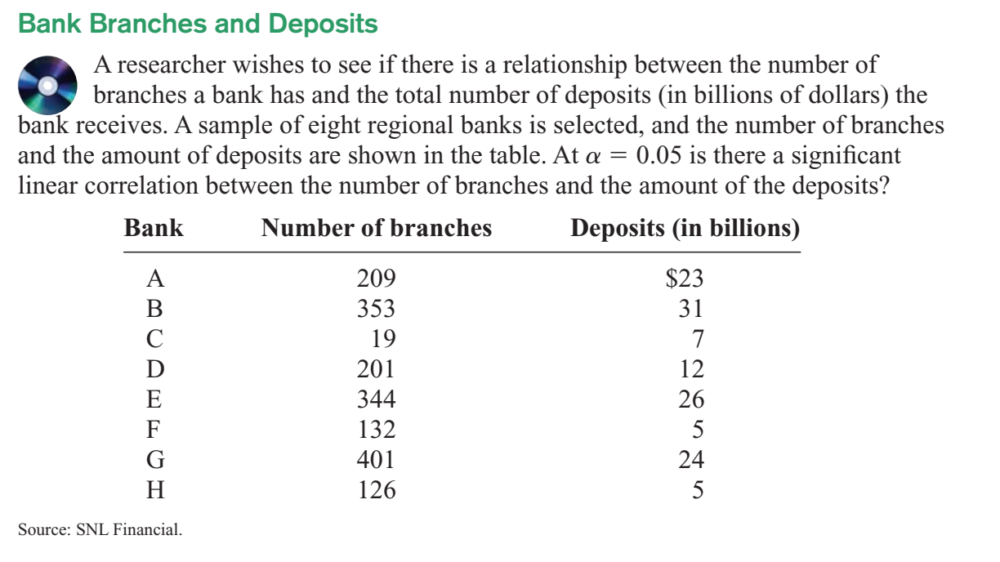 Bank Branches and Deposits
A researcher wishes to see if there is a relationship between the number of
branches a bank has and the total number of deposits (in billions of dollars) the
bank receives. A sample of eight regional banks is selected, and the number of branches
and the amount of deposits are shown in the table. At α = 0.05 is there a significant
linear correlation between the number of branches and the amount of the deposits?
Bank Number of branches Deposits (in billions)
A 209 $23
B 353 31
C 19 7
D 201 12
E 344 26
F 132 5
G 401 24
H 126 5
Source: SNL Financial.